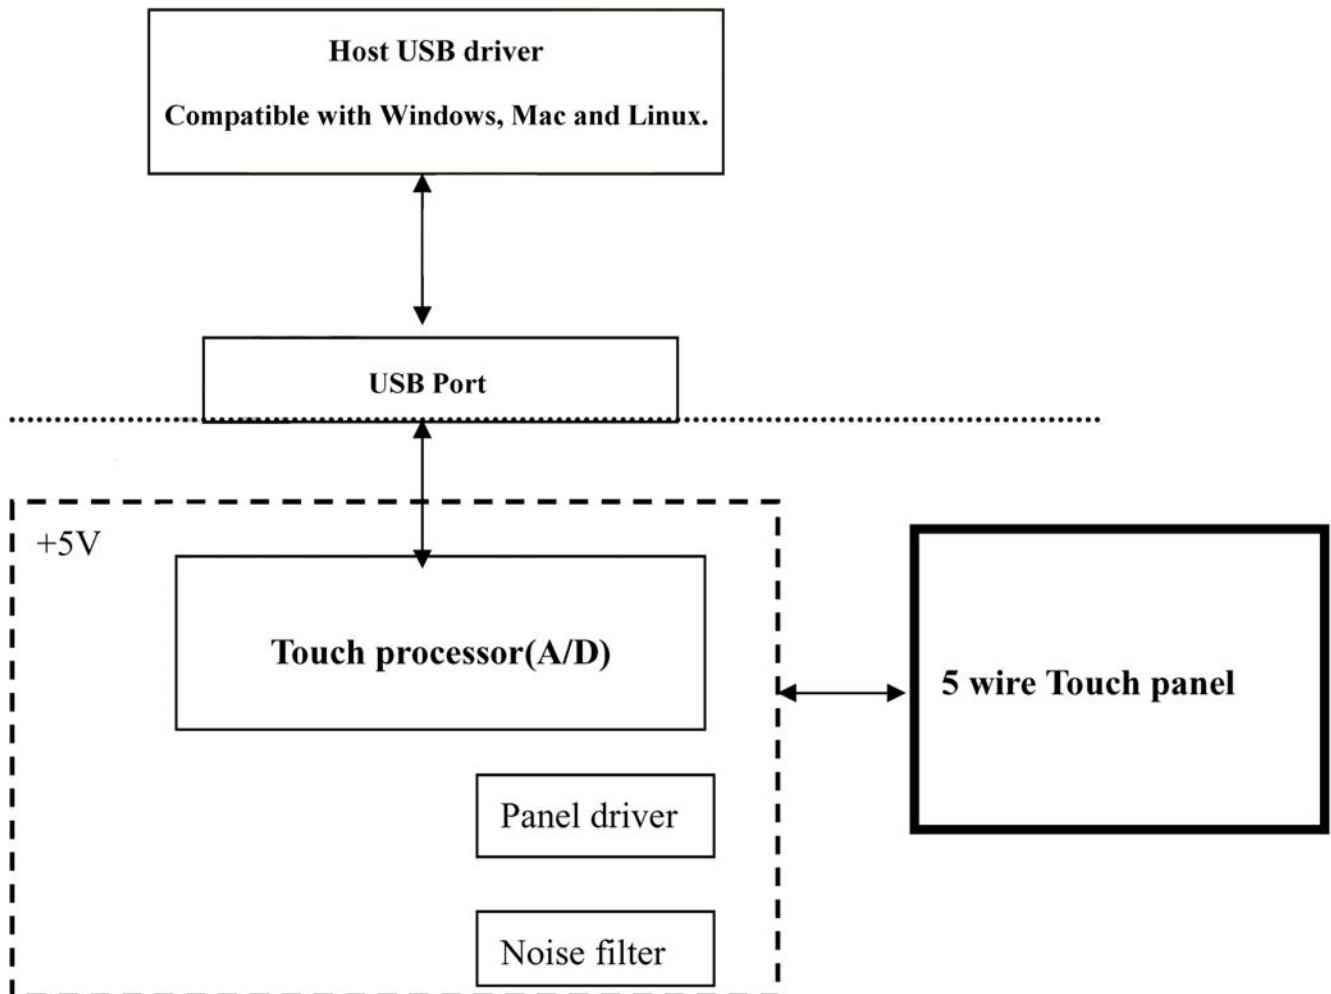 Host USB driver
Compatible with Windows, Mac and Linux.
USB Port
+5V
Touch processor(A/D)
5 wire Touch panel
Panel driver
Noise filter